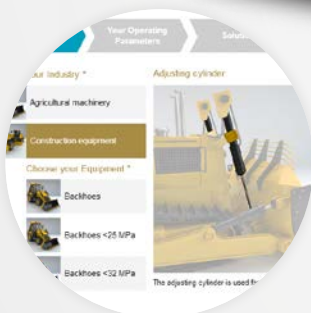 Your Operating
Parameters
our Industry *
Agricultural machinery
Construction equipment
Choose your Equipment *
Backhoes
Backhoes <25 MPa
Backhoes <32 MPa
Adjusting cylinder
The adjusting cylinder is used